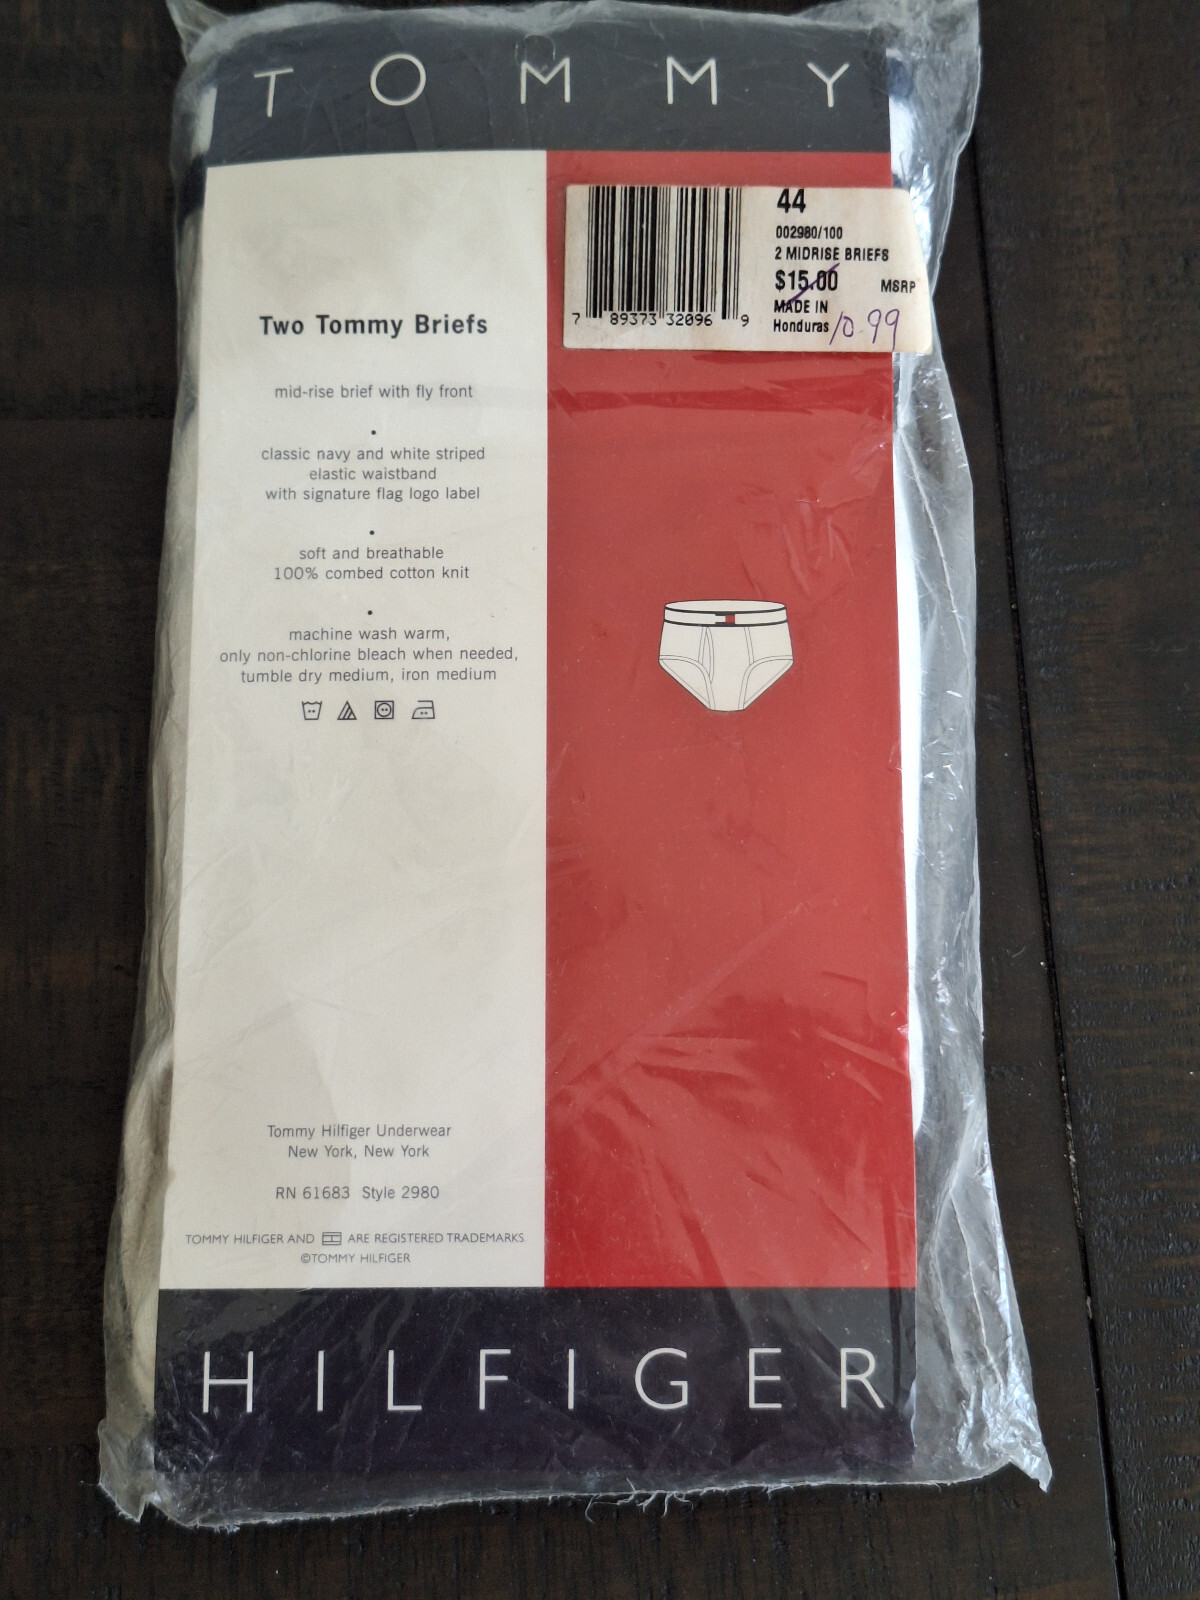 TOMMY
44
002980/100
2 MIDRISE BRIEFS
$15.00 MSRP
MADE IN
Honduras 10.99
7 89373 32096 9
Two Tommy Briefs
mid-rise brief with fly front
•
classic navy and white striped
elastic waistband
with signature flag logo label
•
soft and breathable
100% combed cotton knit
•
machine wash warm,
only non-chlorine bleach when needed,
tumble dry medium, iron medium
Tommy Hilfiger Underwear
New York, New York
RN 61683 Style 2980
TOMMY HILFIGER AND ARE REGISTERED TRADEMARKS
©TOMMY HILFIGER
HILFIGER